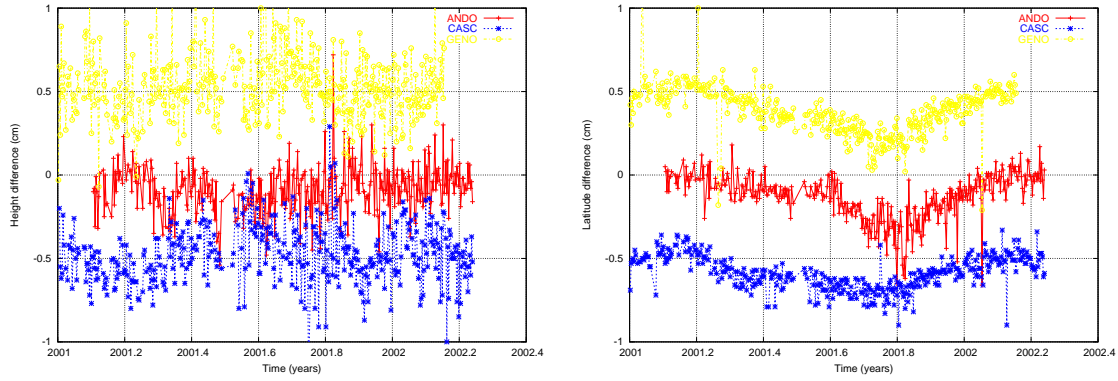 1
0.5
0
-0.5
-1
2001
2001.2
2001.4
2001.6
2001.8
2002
2002.2
2002.4
Height difference (cm)
Time (years)
ANDO
CASC
GENO
1
0.5
0
-0.5
-1
2001
2001.2
2001.4
2001.6
2001.8
2002
2002.2
2002.4
Latitude difference (cm)
Time (years)
ANDO
CASC
GENO